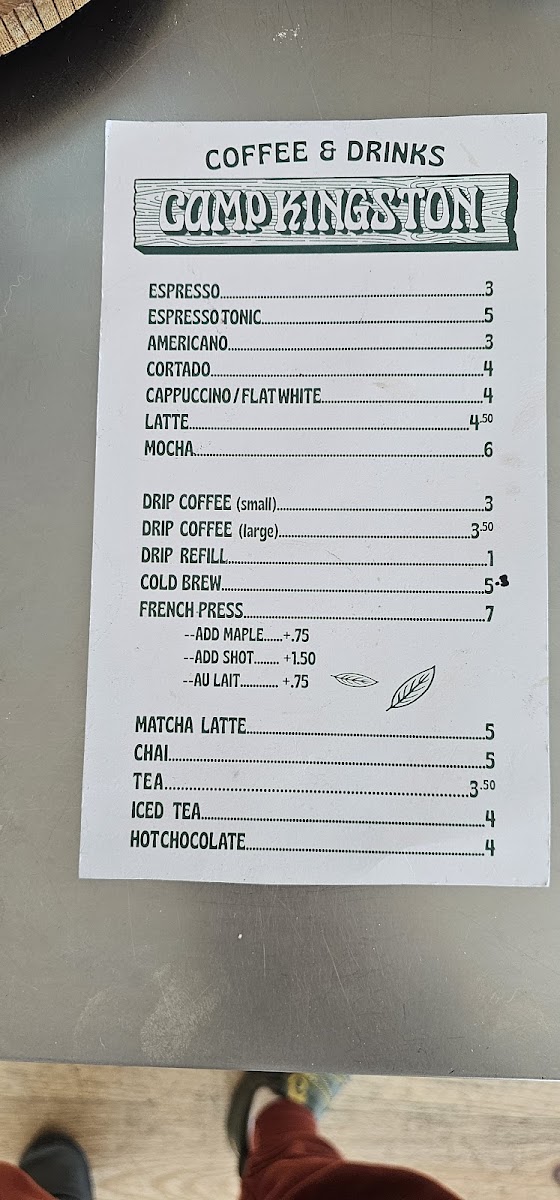 COFFEE & DRINKS
CAMP KINGSTON
ESPRESSO..........3
ESPRESSO TONIC..........5
AMERICANO..........3
CORTADO..........4
CAPPUCCINO/FLAT WHITE..........4
LATTE..........4.50
MOCHA..........6
DRIP COFFEE (small)..........3
DRIP COFFEE (large)..........3.50
DRIP REFILL..........1
COLD BREW..........5
FRENCH PRESS..........7
--ADD MAPLE......+.75
--ADD SHOT........ +1.50
--AU LAIT........... +.75
MATCHA LATTE..........5
CHAI..........5
TEA..........3.50
ICED TEA..........4
HOT CHOCOLATE..........4